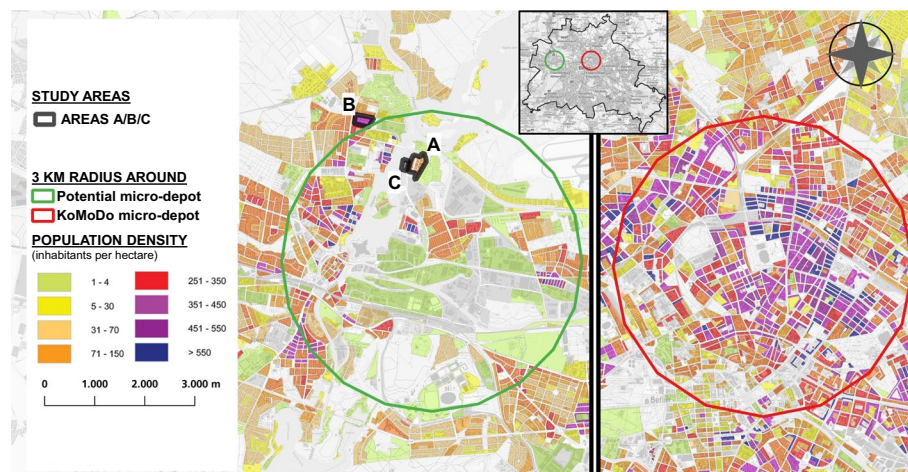 STUDY AREAS
AREAS A/B/C
3 KM RADIUS AROUND
Potential micro-depot
KoMoDo micro-depot
POPULATION DENSITY
(inhabitants per hectare)
1 - 4
251 - 350
5 - 30
351 - 450
31 - 70
451 - 550
71 - 150
> 550
0
1.000
2.000
3.000 m
B
A
C